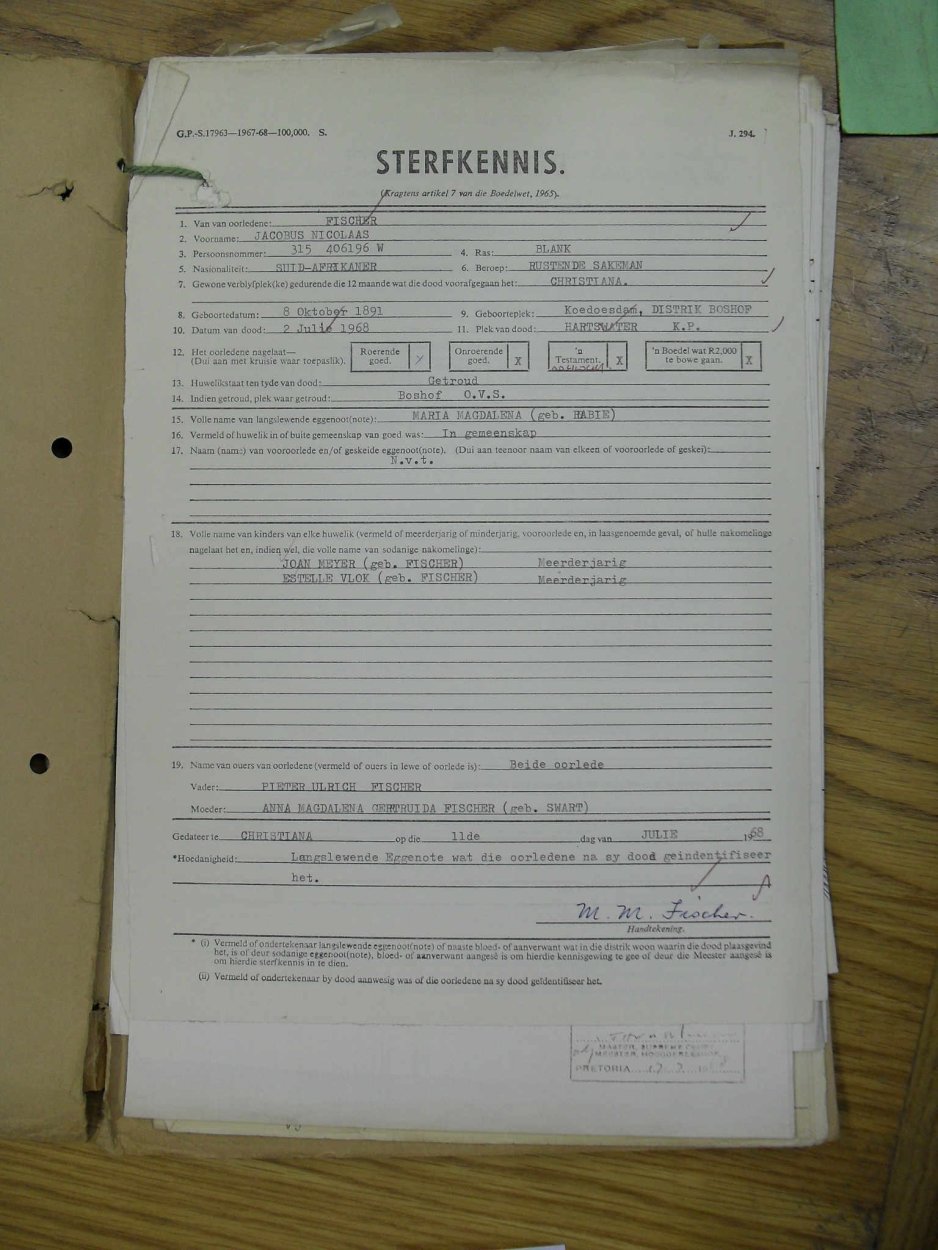 G.P.-S.17963—1967-68—100,000. S. J. 294.
STERFKENNIS.
(Kragtens artikel 7 van die Boedelwet, 1965).
1. Van van oorledene: FISCHER
2. Voorname: JACOBUS NICOLAAS
3. Persoonsnommer: 315 406196 W 4. Ras: BLANK
5. Nasionaliteit: SUID-AFRIKANER 6. Beroep: RUSTENDE SAKEMAN
7. Gewone verblyfplek(ke) gedurende die 12 maande wat die dood voorafgegaan het: CHRISTIANA.
8. Geboortedatum: 8 Oktober 1891 9. Geboorteplek: Koedoesdam, DISTRIK BOSHOF
10. Datum van dood: 2 Julie 1968 11. Plek van dood: HARTSWATER K.P.
12. Het oorledene nagelaat— (Dui aan met kruisie waar toepaslik). Roerende goed. X Onroerende goed. X 'n Testament. X 'n Boedel wat R2,000 te bowe gaan. X
13. Huwelikstaat ten tyde van dood: Getroud
14. Indien getroud, plek waar getroud: Boshof O.V.S.
15. Volle name van langslewende eggenoot(note): MARIA MAGDALENA (geb. HABIE)
16. Vermeld of huwelik in of buite gemeenskap van goed was: In gemeenskap
17. Naam (name) van vooroorlede en/of geskeide eggenoot(note). (Dui aan teenoor naam van elkeen of vooroorlede of geskei):
N.v.t.
18. Volle name van kinders van elke huwelik (vermeld of meerderjarig of minderjarig, vooroorlede en, in laasgenoemde geval, of hulle nakomelinge
nagelaat het en, indien wel, die volle name van sodanige nakomelinge):
JOAN MEYER (geb. FISCHER) Meerderjarig
ESTELLE VLOK (geb. FISCHER) Meerderjarig
19. Name van ouers van oorledene (vermeld of ouers in lewe of oorlede is): Beide oorlede
Vader: PIETER ULRICH FISCHER
Moeder: ANNA MAGDALENA GERTRUIDA FISCHER (geb. SWART)
Gedateer te CHRISTIANA op die 11de dag van JULIE 1968
*Hoedanigheid: Langslewende Eggenote wat die oorledene na sy dood geindentifiseer
het.
M. M. Fischer.
Handtekening.
* (i) Vermeld of ondertekenaar langslewende eggenoot(note) of naaste bloed- of aanverwant wat in die distrik woon waarin die dood plaasgevind
het, is of deur sodanige eggenoot(note), bloed- of aanverwant aangesê is om hierdie kennisgewing te gee of deur die Meester aangesê is
om hierdie sterfkennis in te dien.
(ii) Vermeld of ondertekenaar by dood aanwesig was of die oorledene na sy dood geïdentifiseer het.
MASTER, SUPREME COURT
MEESTER, HOOGGEREGSHOF
PRETORIA